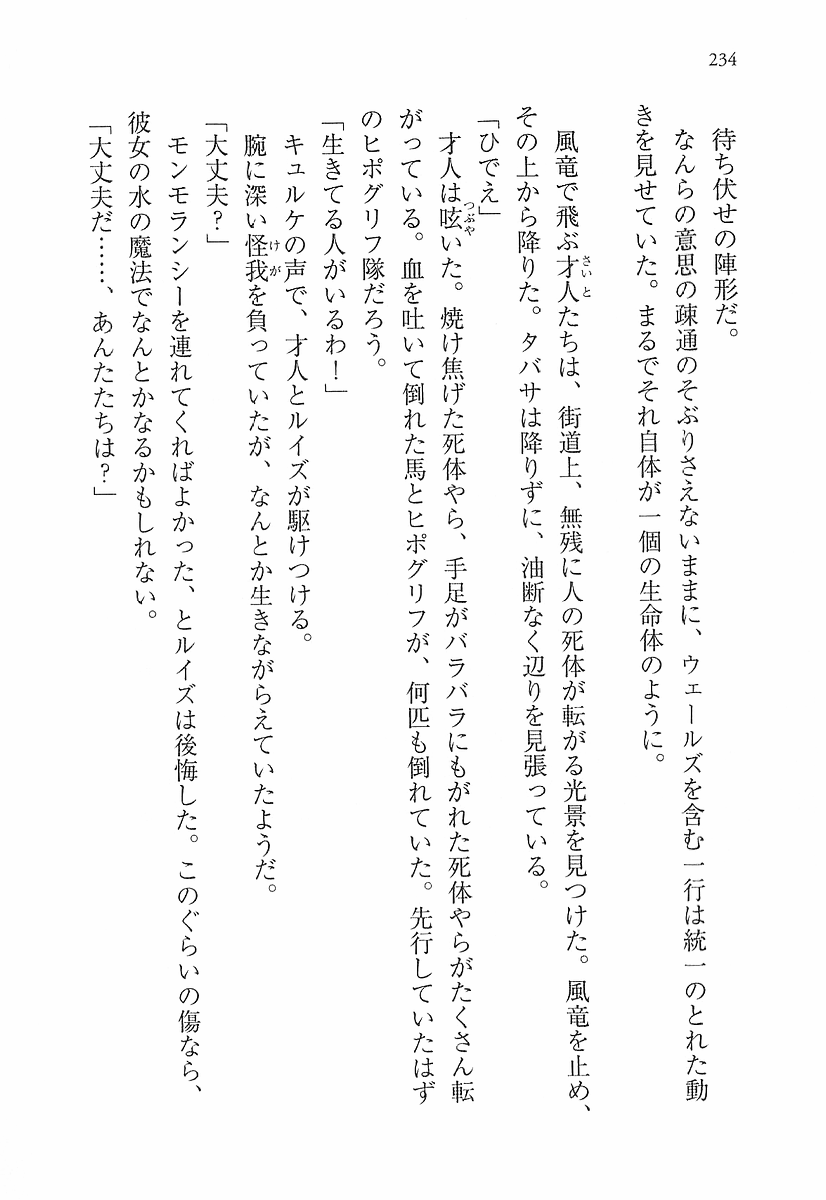 234
待ち伏せの陣形だ。
なんらの意思の疎通のそぶりさえないままに、ウェールズを含む一行は統一のとれた動
きを見せていた。まるでそれ自体が一個の生命体のように。
風竜で飛ぶ才人たちは、街道上、無残に人の死体が転がる光景を見つけた。風竜を止め、
その上から降りた。タバサは降りずに、油断なく辺りを見張っている。
「ひでえ」
才人は呟いた。焼け焦げた死体やら、手足がバラバラにもがれた死体やらがたくさん転
がっている。血を吐いて倒れた馬とヒポグリフが、何匹も倒れていた。先行していたはず
のヒポグリフ隊だろう。
「生きてる人がいるわ！」
キュルケの声で、才人とルイズが駆けつける。
腕に深い怪我を負っていたが、なんとか生きながらえていたようだ。
「大丈夫？」
モンモランシーを連れてくればよかった、とルイズは後悔した。このぐらいの傷なら、
彼女の水の魔法でなんとかなるかもしれない。
「大丈夫だ……、あんたたちは？」